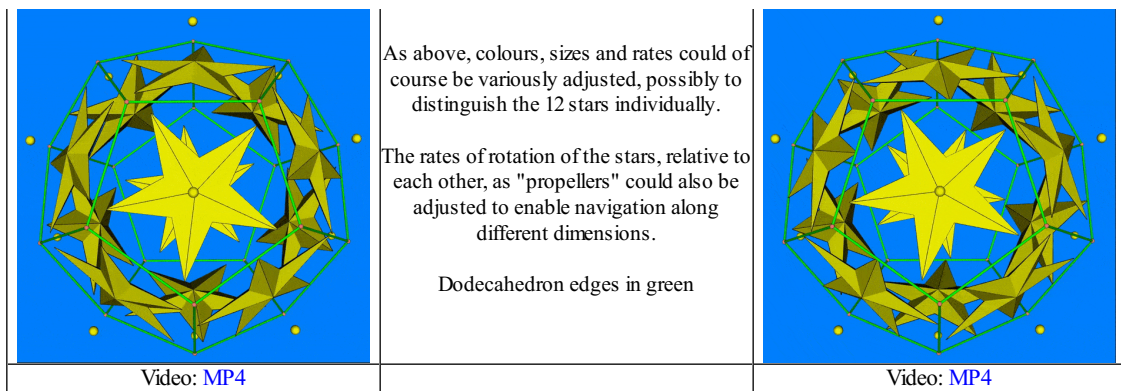 As above, colours, sizes and rates could of
course be variously adjusted, possibly to
distinguish the 12 stars individually.
The rates of rotation of the stars, relative to
each other, as "propellers" could also be
adjusted to enable navigation along
different dimensions.
Dodecahedron edges in green
Video: MP4
Video: MP4